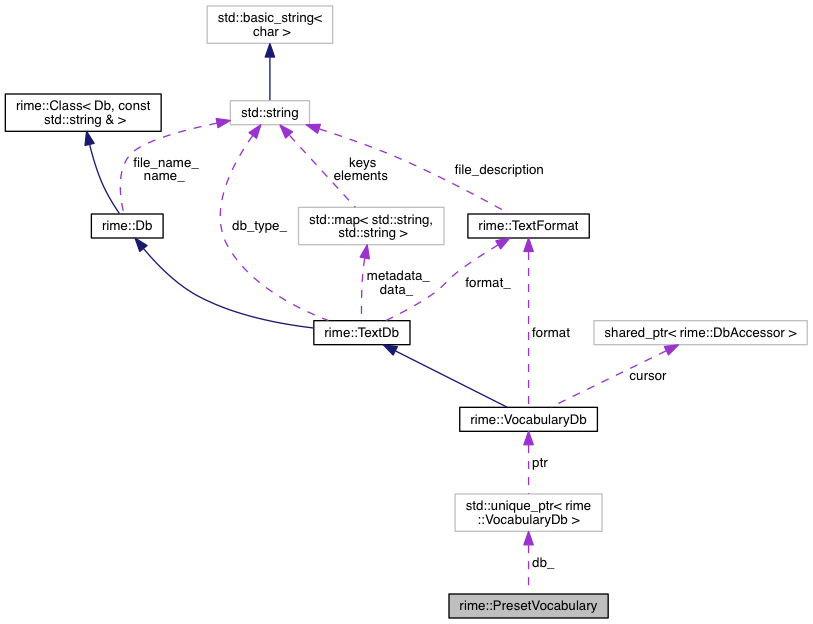 std::basic_string<
char >
rime::Class< Db, const
std::string & >
std::string
file_name_
name_
keys
elements
file_description
rime::Db
db_type_
std::map< std::string,
std::string >
rime::TextFormat
metadata_
data_
format_
rime::TextDb
format
shared_ptr< rime::DbAccessor >
cursor
rime::VocabularyDb
ptr
std::unique_ptr< rime
::VocabularyDb >
db_
rime::PresetVocabulary